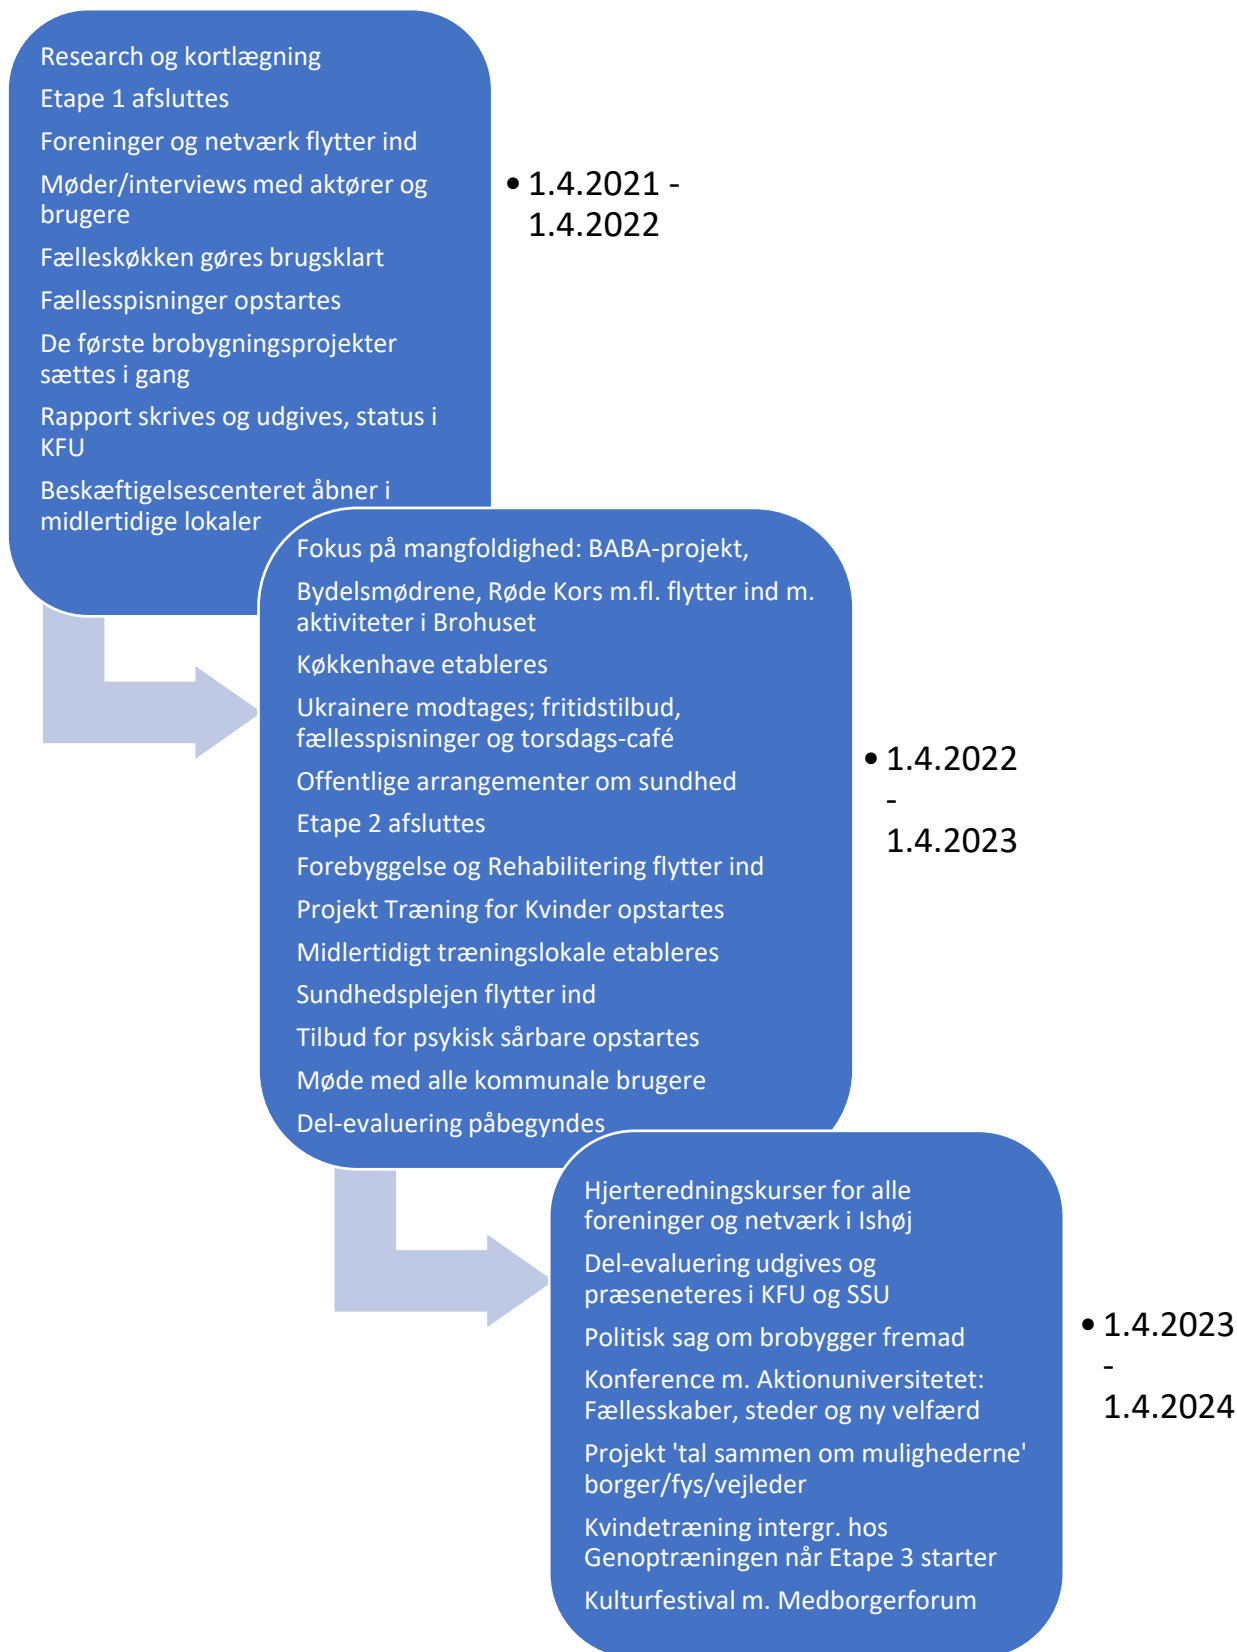 Research og kortlægning
Etape 1 afsluttes
Foreninger og netværk flytter ind
Møder/interviews med aktører og
brugere
Fælleskøkken gøres brugsklart
Fællesspisninger opstartes
De første brobygningsprojekter
sættes i gang
Rapport skrives og udgives, status i
KFU
Beskæftigelsescenteret åbner i
midlertidige lokaler
• 1.4.2021 -
1.4.2022
Fokus på mangfoldighed: BABA-projekt,
Bydelsmødrene, Røde Kors m.fl. flytter ind m.
aktiviteter i Brohuset
Køkkenhave etableres
Ukrainere modtages; fritidstilbud,
fællesspisninger og torsdags-café
Offentlige arrangementer om sundhed
Etape 2 afsluttes
Forebyggelse og Rehabilitering flytter ind
Projekt Træning for Kvinder opstartes
Midlertidigt træningslokale etableres
Sundhedsplejen flytter ind
Tilbud for psykisk sårbare opstartes
Møde med alle kommunale brugere
Del-evaluering påbegyndes
• 1.4.2022
-
1.4.2023
Hjerteredningskurser for alle
foreninger og netværk i Ishøj
Del-evaluering udgives og
præseneteres i KFU og SSU
Politisk sag om brobygger fremad
Konference m. Aktionuniversitetet:
Fællesskaber, steder og ny velfærd
Projekt 'tal sammen om mulighederne'
borger/fys/vejleder
Kvindetræning intergr. hos
Genoptræningen når Etape 3 starter
Kulturfestival m. Medborgerforum
• 1.4.2023
-
1.4.2024